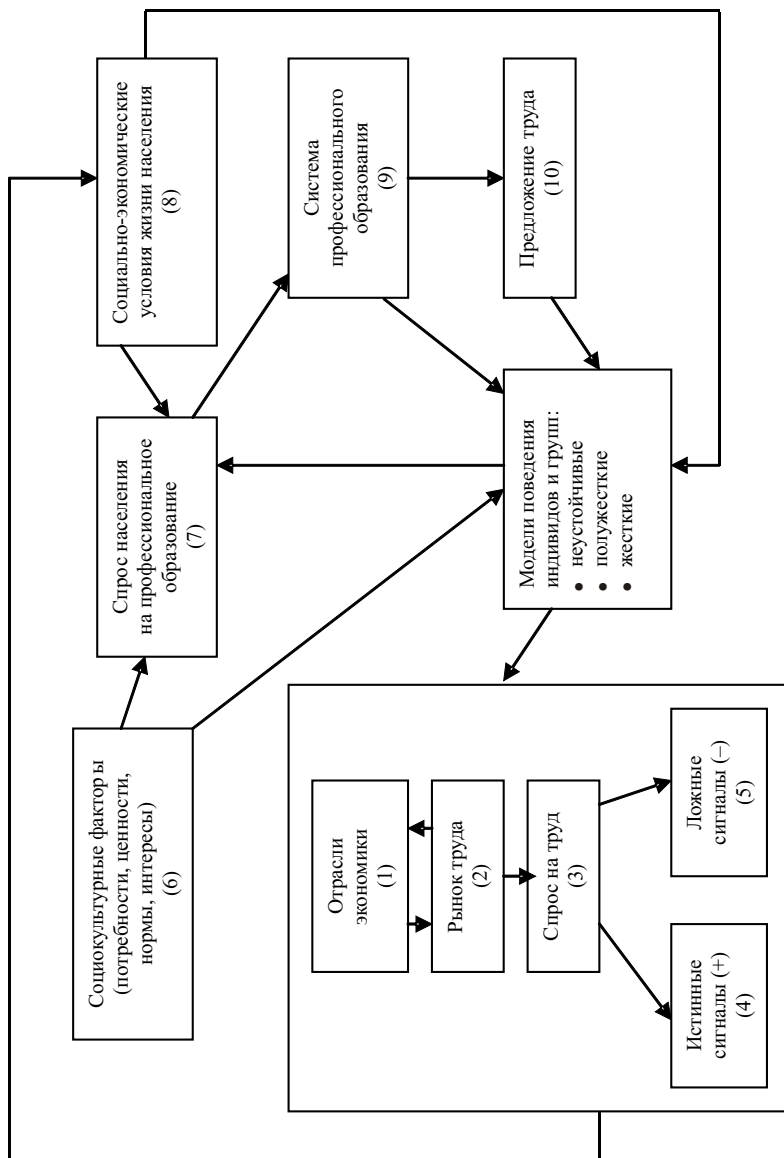 Социокультурные факторы
(потребности, ценности,
нормы, интересы)
(6)
Спрос населения
на профессиональное
образование
(7)
Социально-экономические
условия жизни населения
(8)
Отрасли
экономики
(1)
Рынок труда
(2)
Спрос на труд
(3)
Истинные
сигналы (+)
(4)
Ложные
сигналы (–)
(5)
Модели поведения
индивидов и групп:
• неустойчивые
• полужесткие
• жесткие
Система
профессионального
образования
(9)
Предложение труда
(10)